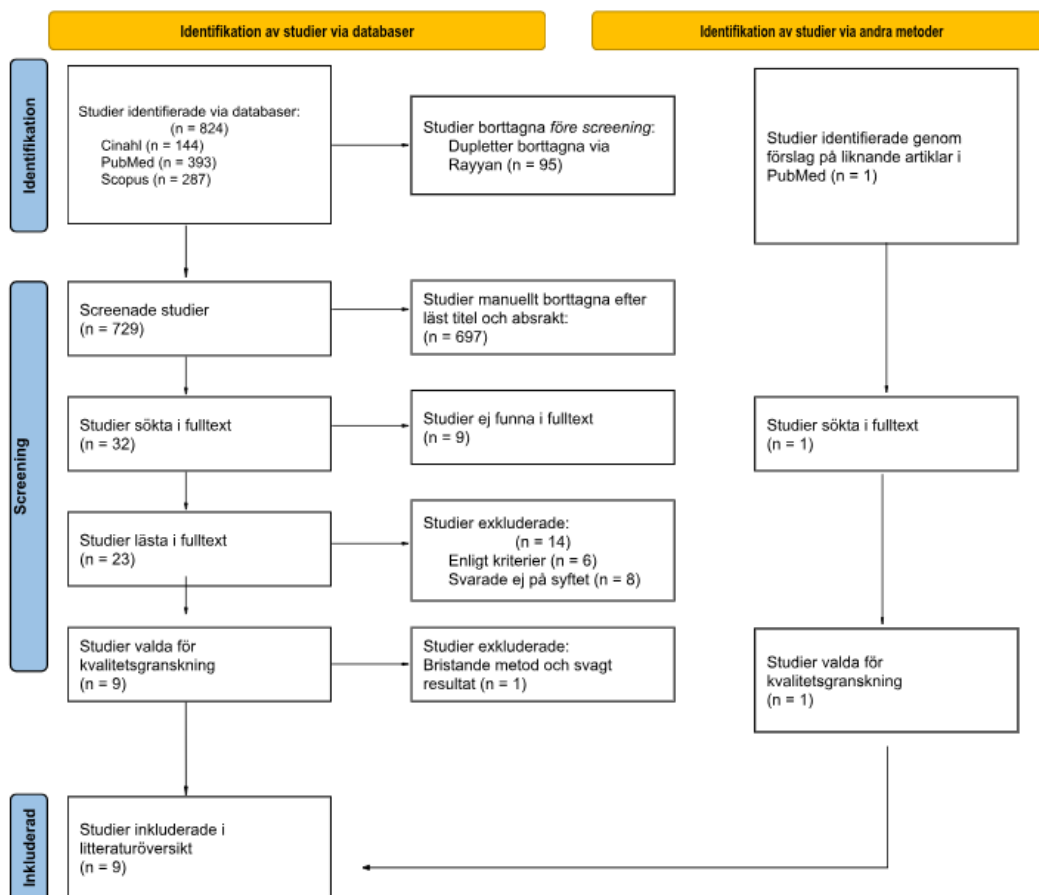 Identifikation av studier via databaser
Identifikation av studier via andra metoder
Identifikation
Studier identifierade via databaser:
(n = 824)
Cinahl (n = 144)
PubMed (n = 393)
Scopus (n = 287)
Studier borttagna före screening:
Dupletter borttagna via
Rayyan (n = 95)
Studier identifierade genom
förslag på liknande artiklar i
PubMed (n = 1)
Screening
Screenade studier
(n = 729)
Studier manuellt borttagna efter
läst titel och absrakt:
(n = 697)
Studier sökta i fulltext
(n = 32)
Studier ej funna i fulltext
(n = 9)
Studier sökta i fulltext
(n = 1)
Studier lästa i fulltext
(n = 23)
Studier exkluderade:
(n = 14)
Enligt kriterier (n = 6)
Svarade ej på syftet (n = 8)
Studier valda för
kvalitetsgranskning
(n = 9)
Studier exkluderade:
Bristande metod och svagt
resultat (n = 1)
Studier valda för
kvalitetsgranskning
(n = 1)
Inkluderad
Studier inkluderade i
litteraturöversikt
(n = 9)